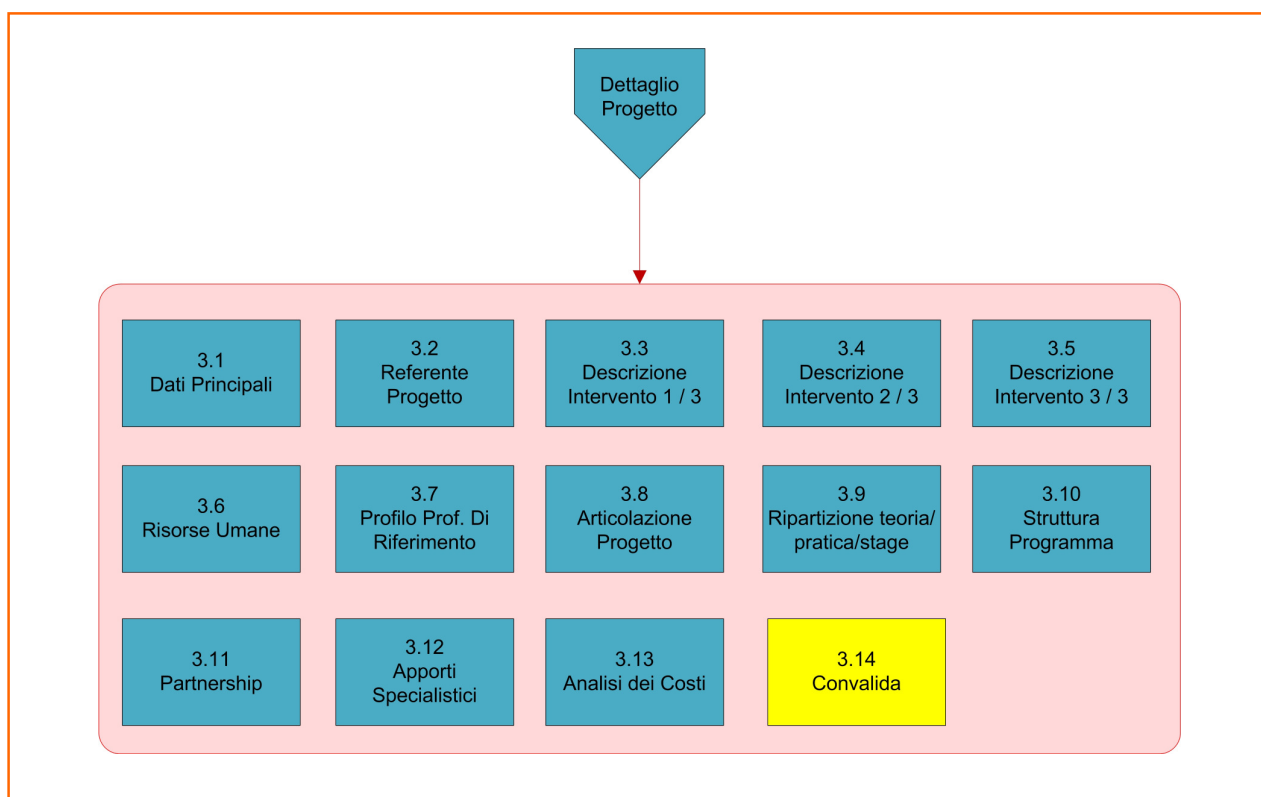 Dettaglio
Progetto
3.1
Dati Principali
3.2
Referente
Progetto
3.3
Descrizione
Intervento 1 / 3
3.4
Descrizione
Intervento 2 / 3
3.5
Descrizione
Intervento 3 / 3
3.6
Risorse Umane
3.7
Profilo Prof. Di
Riferimento
3.8
Articolazione
Progetto
3.9
Ripartizione teoria/
pratica/stage
3.10
Struttura
Programma
3.11
Partnership
3.12
Apporti
Specialistici
3.13
Analisi dei Costi
3.14
Convalida